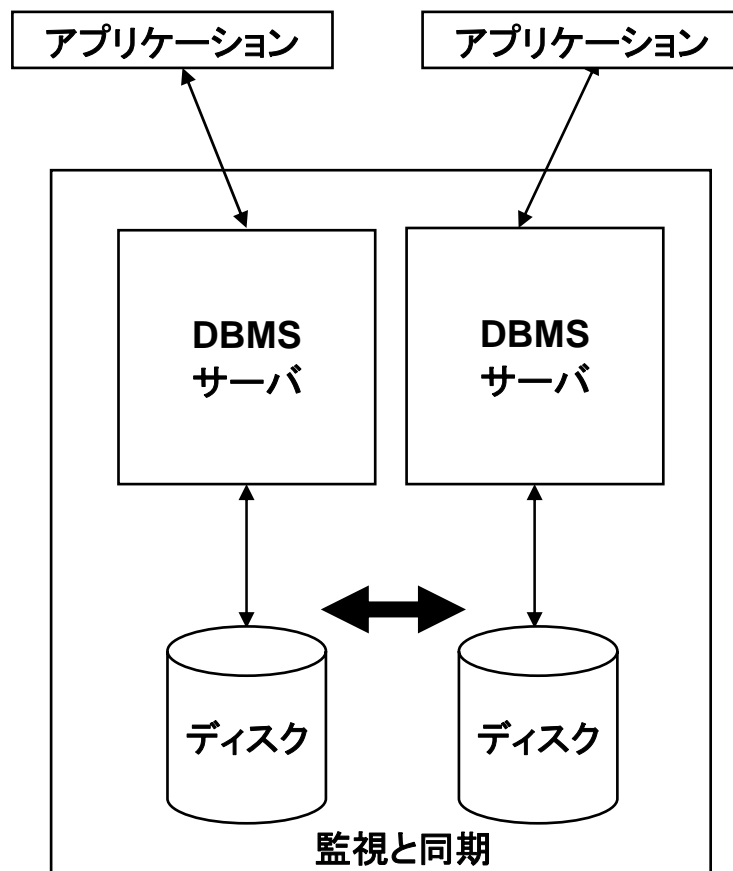 アプリケーション
アプリケーション
DBMS
サーバ
DBMS
サーバ
ディスク
ディスク
監視と同期